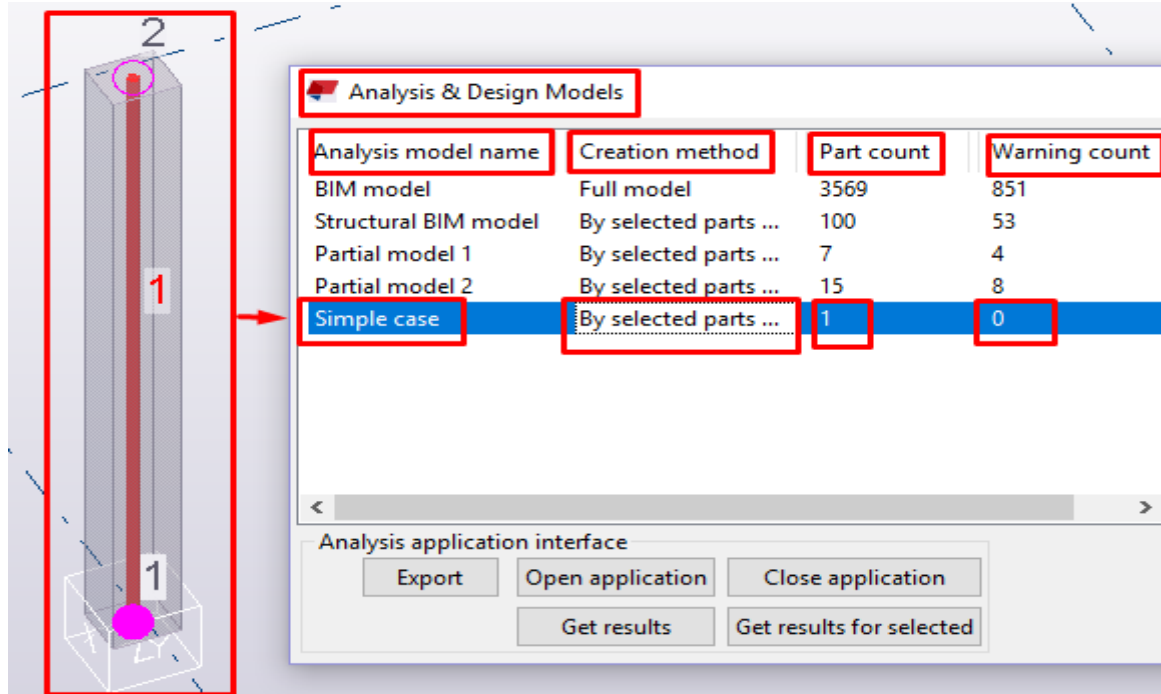 2
1
1
X
Analysis & Design Models
Analysis model name Creation method Part count Warning count
BIM model Full model 3569 851
Structural BIM model By selected parts ... 100 53
Partial model 1 By selected parts ... 7 4
Partial model 2 By selected parts ... 15 8
Simple case By selected parts ... 1 0
Analysis application interface
Export Open application Close application
Get results Get results for selected